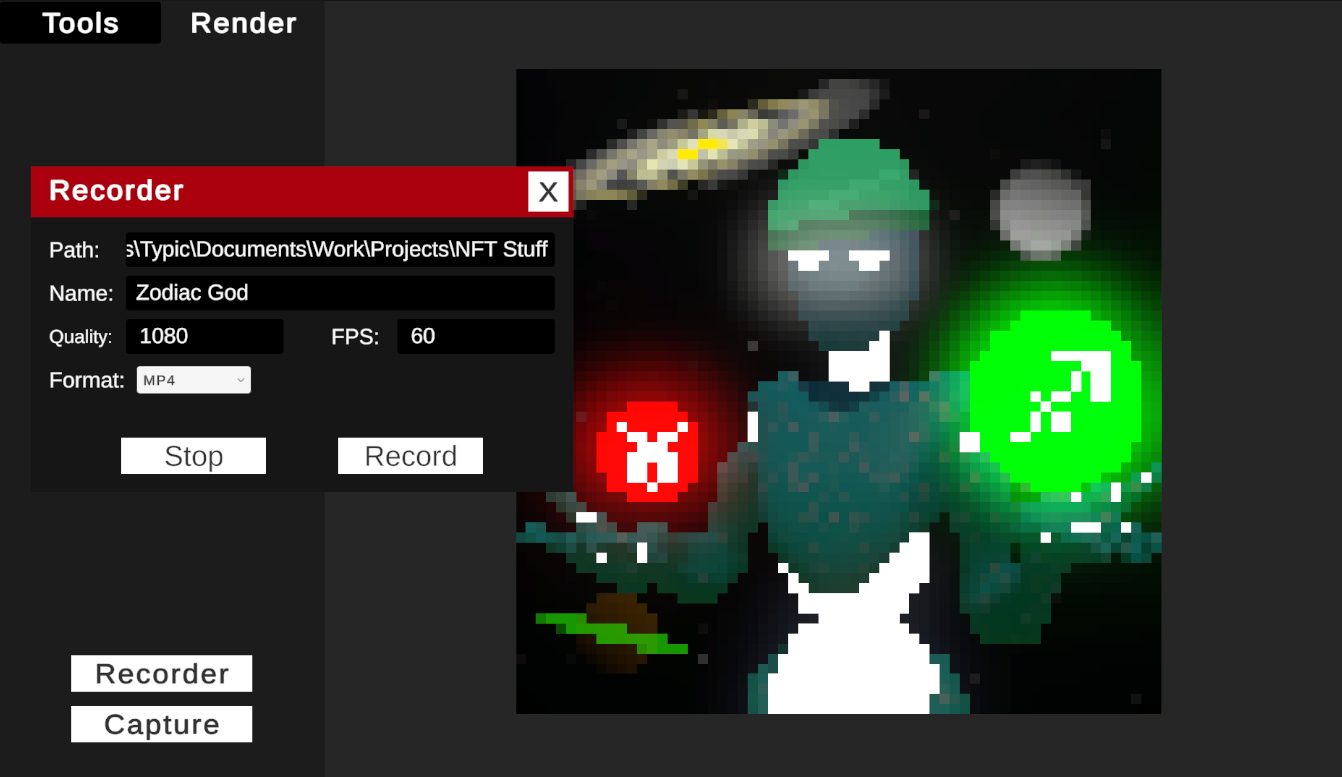 Tools Render
Recorder X
Path: s\Typic\Documents\Work\Projects\NFT Stuff
Name: Zodiac God
Quality: 1080 FPS: 60
Format: MP4
Stop Record
Recorder
Capture